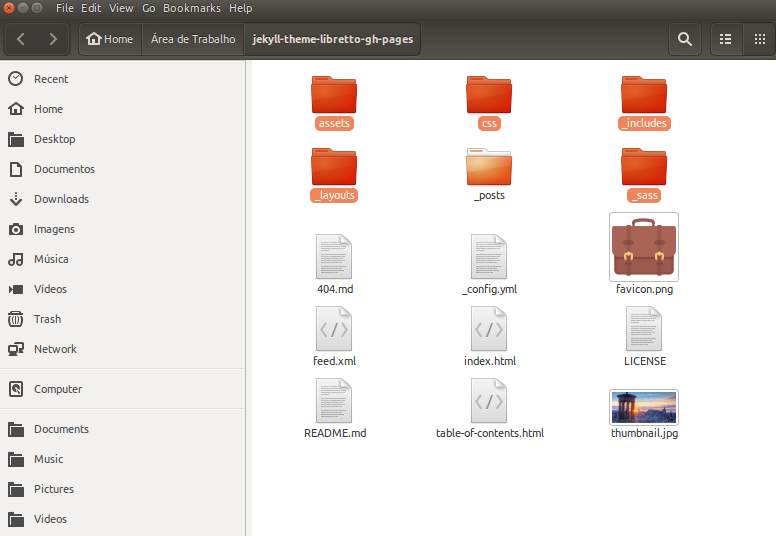 File Edit View Go Bookmarks Help
Home Área de Trabalho jekyll-theme-libretto-gh-pages
Recent
Home
Desktop
Documentos
Downloads
Imagens
Música
Vídeos
Trash
Network
Computer
Documents
Music
Pictures
Videos
assets css _includes
_layouts _posts _sass
404.md _config.yml favicon.png
feed.xml index.html LICENSE
README.md table-of-contents.html thumbnail.jpg